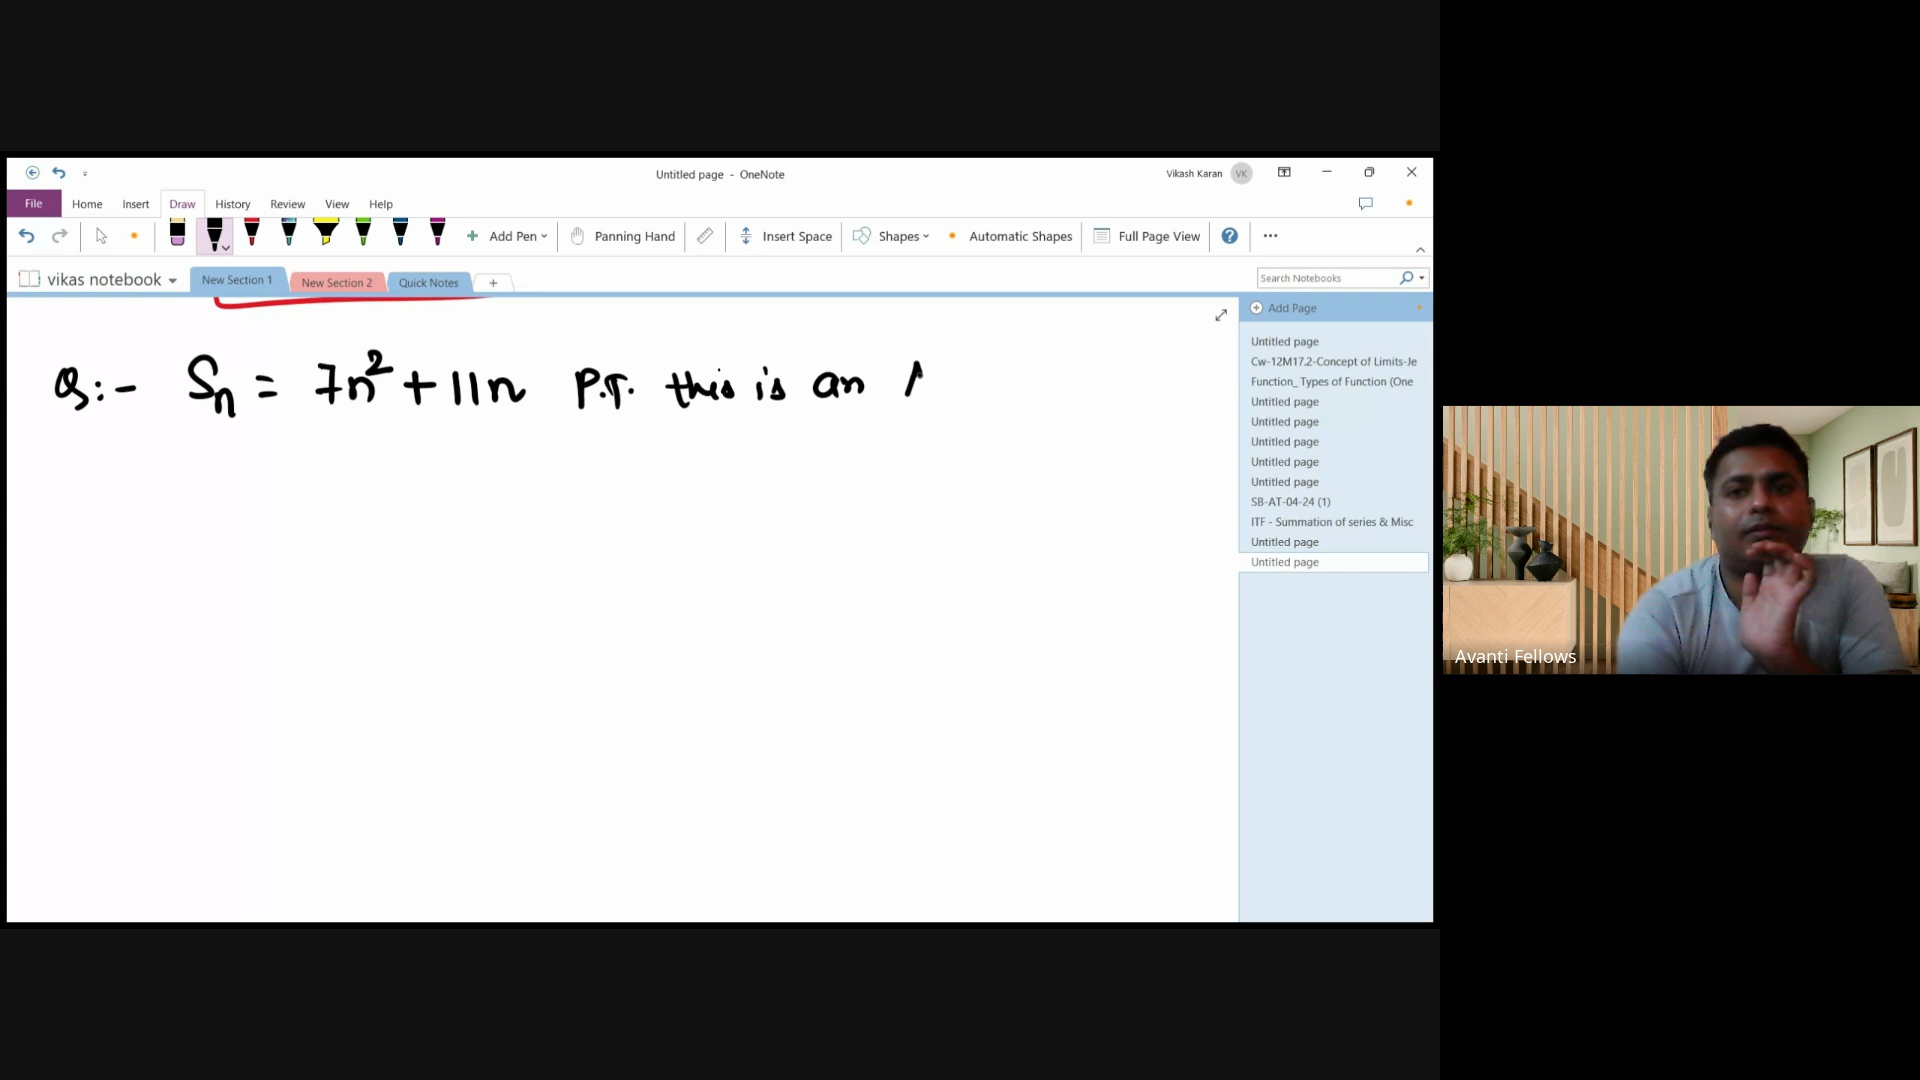 Untitled page - OneNote
Vikash Karan VK
File Home Insert Draw History Review View Help
Add Pen Panning Hand Insert Space Shapes Automatic Shapes Full Page View
vikas notebook New Section 1 New Section 2 Quick Notes
Search Notebooks
Add Page
Q:- Sn = 7n² + 11n P.T. this is an A
Untitled page
Cw-12M17.2-Concept of Limits-Je
Function_ Types of Function (One
Untitled page
Untitled page
Untitled page
Untitled page
Untitled page
SB-AT-04-24 (1)
ITF - Summation of series & Misc
Untitled page
Untitled page
Avanti Fellows